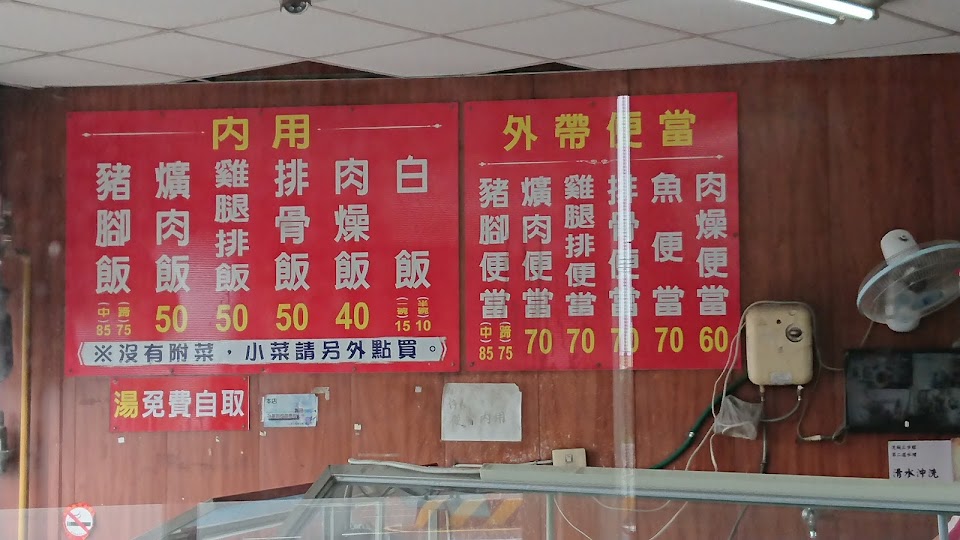 內用
豬腳飯 (中)85 (蹄)75
爌肉飯 50
雞腿排飯 50
排骨飯 50
肉燥飯 40
白飯 (一碗)15 (半碗)10
※沒有附菜，小菜請另外點買。
外帶便當
豬腳便當 (中)85 (蹄)75
爌肉便當 70
雞腿排便當 70
排骨便當 70
魚便當 70
肉燥便當 60
湯免費自取
清水沖洗